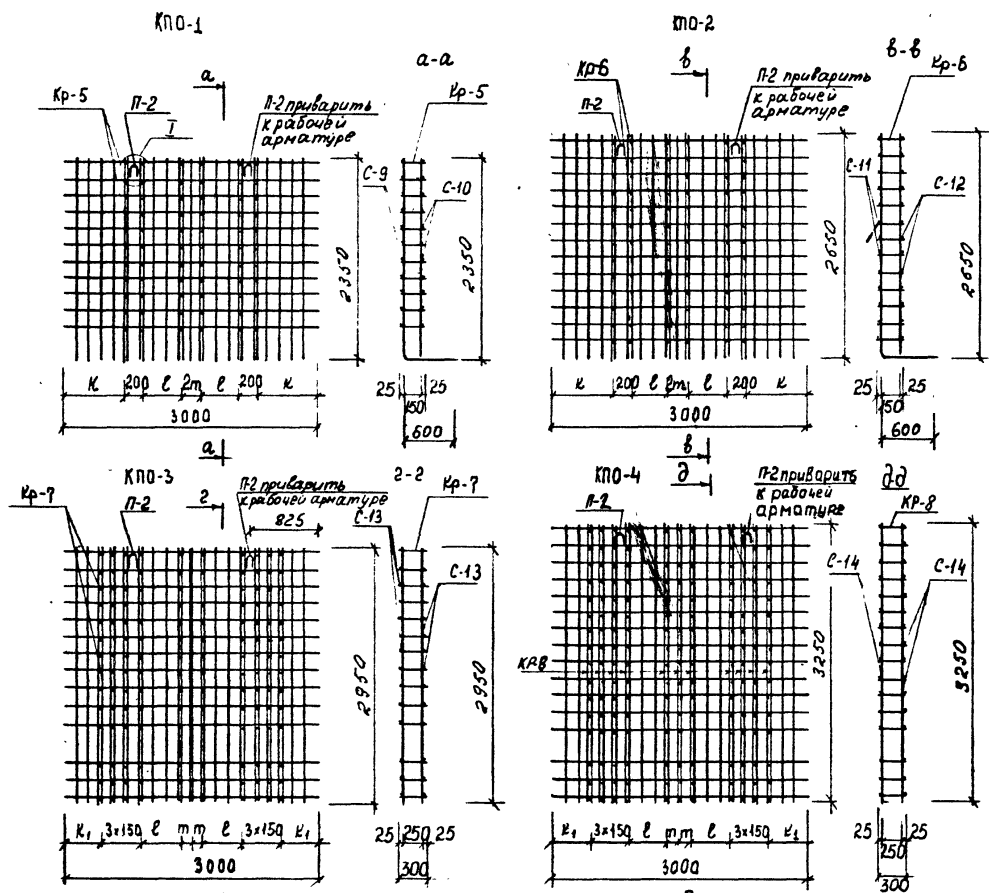 КПО-1
а
а-а
Кр-5
П-2
I
П-2 приварить
к рабочей
арматуре
Кр-5
С-9
С-10
2350
2350
К
200
ℓ
2m
ℓ
200
К
3000
а
25
25
150
600
КПО-2
в
в-в
Кр-6
П-2
П-2 приварить
к рабочей
арматуре
Кр-6
С-11
С-12
2650
2650
К
200
ℓ
2m
ℓ
200
К
3000
в
25
25
150
600
КПО-3
г
г-г
Кр-7
П-2
П-2 приварить
к рабочей арматуре
825
Кр-7
С-13
С-13
2950
2950
К₁
3х150
ℓ
m
m
ℓ
3х150
К₁
3000
25
250
25
300
КПО-4
д
д-д
П-2
П-2 приварить
к рабочей
арматуре
КР-8
С-14
С-14
КР8
3250
3250
К₁
3х150
ℓ
m
m
ℓ
3х150
К₁
3000
25
25
250
300